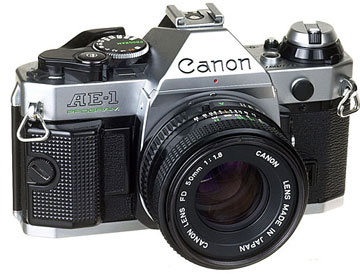 Canon
AE-1
PROGRAM
CANON LENS FD 50mm 1:1.8
CANON
LENS MADE IN JAPAN